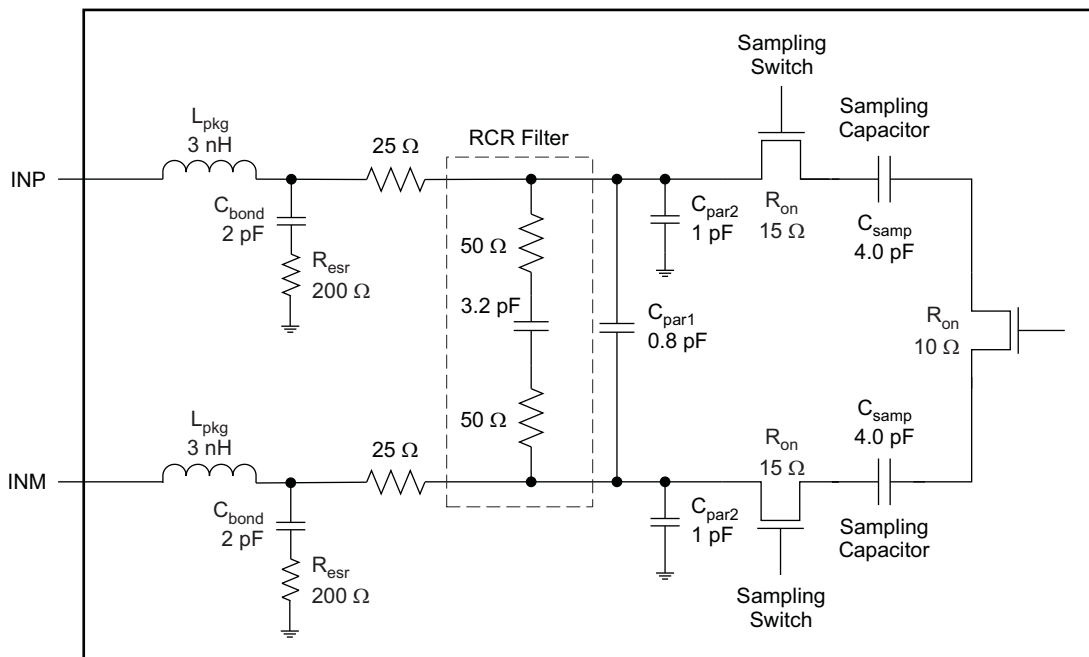 Sampling
Switch
Sampling
Capacitor
L_pkg
3 nH
25 Ω
RCR Filter
INP
C_bond
2 pF
R_esr
200 Ω
50 Ω
3.2 pF
50 Ω
C_par1
0.8 pF
C_par2
1 pF
R_on
15 Ω
C_samp
4.0 pF
R_on
10 Ω
L_pkg
3 nH
25 Ω
INM
C_bond
2 pF
R_esr
200 Ω
C_par2
1 pF
R_on
15 Ω
C_samp
4.0 pF
Sampling
Capacitor
Sampling
Switch